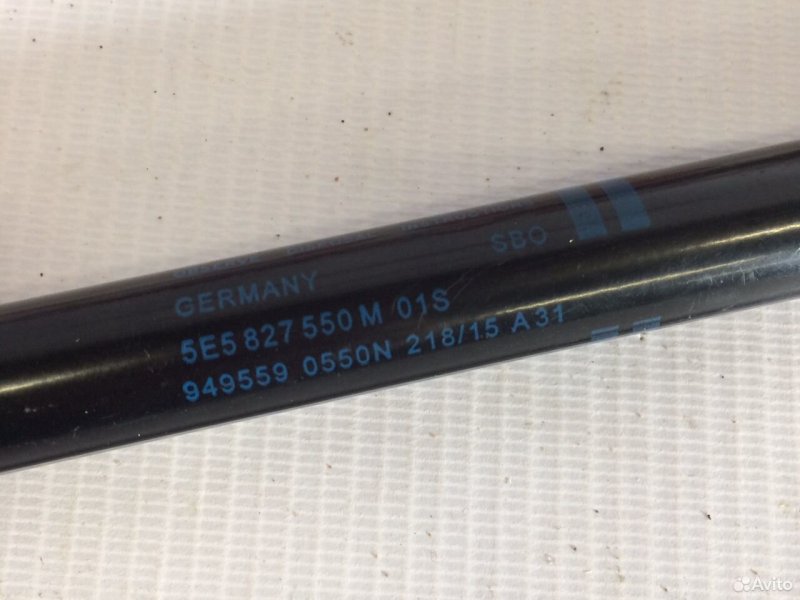 GERMANY
SBO
5E5 827 550 M 01S
949559 0550N 218/15 A31
Avito